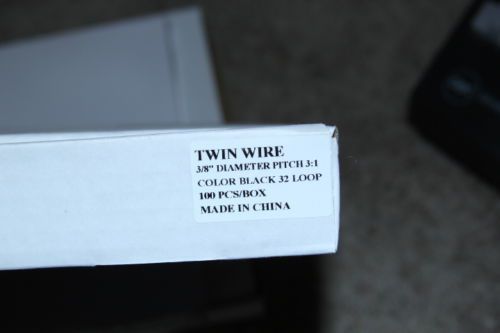 TWIN WIRE
3/8" DIAMETER PITCH 3:1
COLOR BLACK 32 LOOP
100 PCS/BOX
MADE IN CHINA